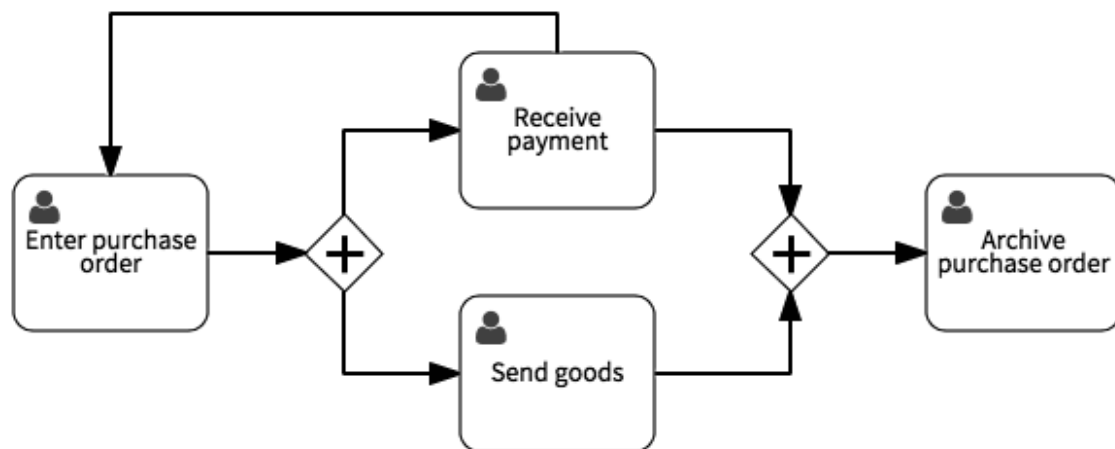 Receive
payment
Enter purchase
order
Archive
purchase order
Send goods